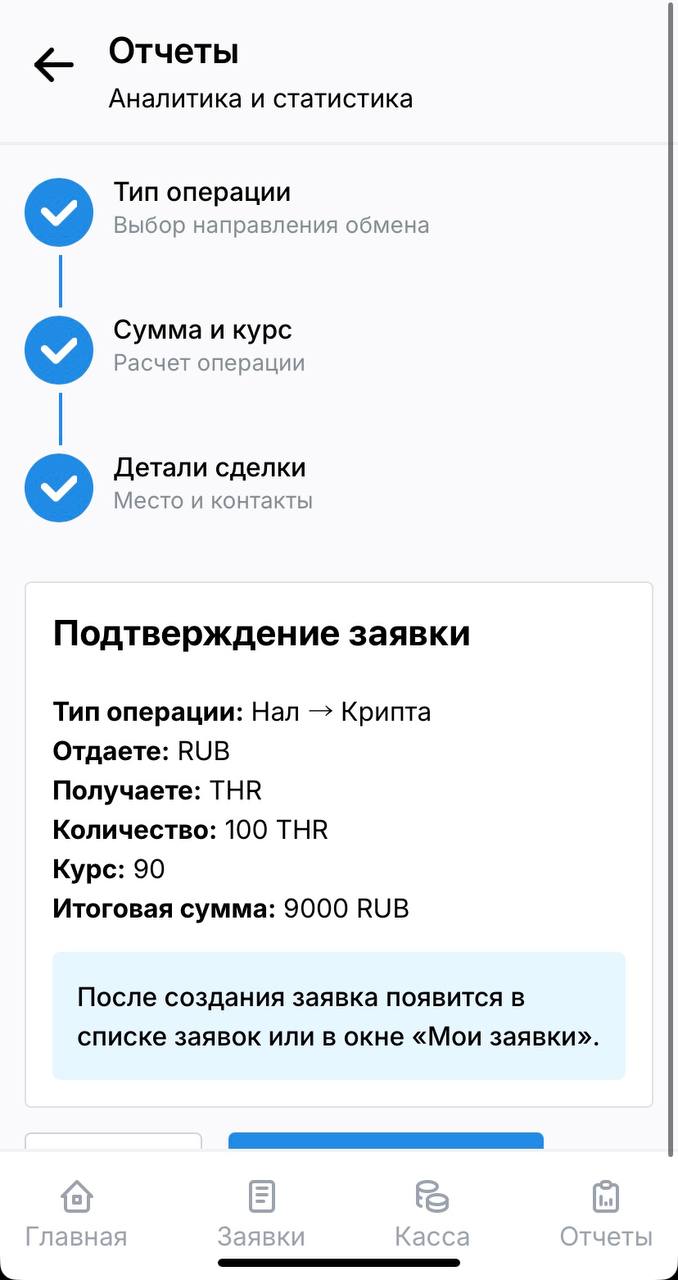 Отчеты
Аналитика и статистика
Тип операции
Выбор направления обмена
Сумма и курс
Расчет операции
Детали сделки
Место и контакты
Подтверждение заявки
Тип операции: Нал → Крипта
Отдаете: RUB
Получаете: THR
Количество: 100 THR
Курс: 90
Итоговая сумма: 9000 RUB
После создания заявка появится в
списке заявок или в окне «Мои заявки».
Главная
Заявки
Касса
Отчеты